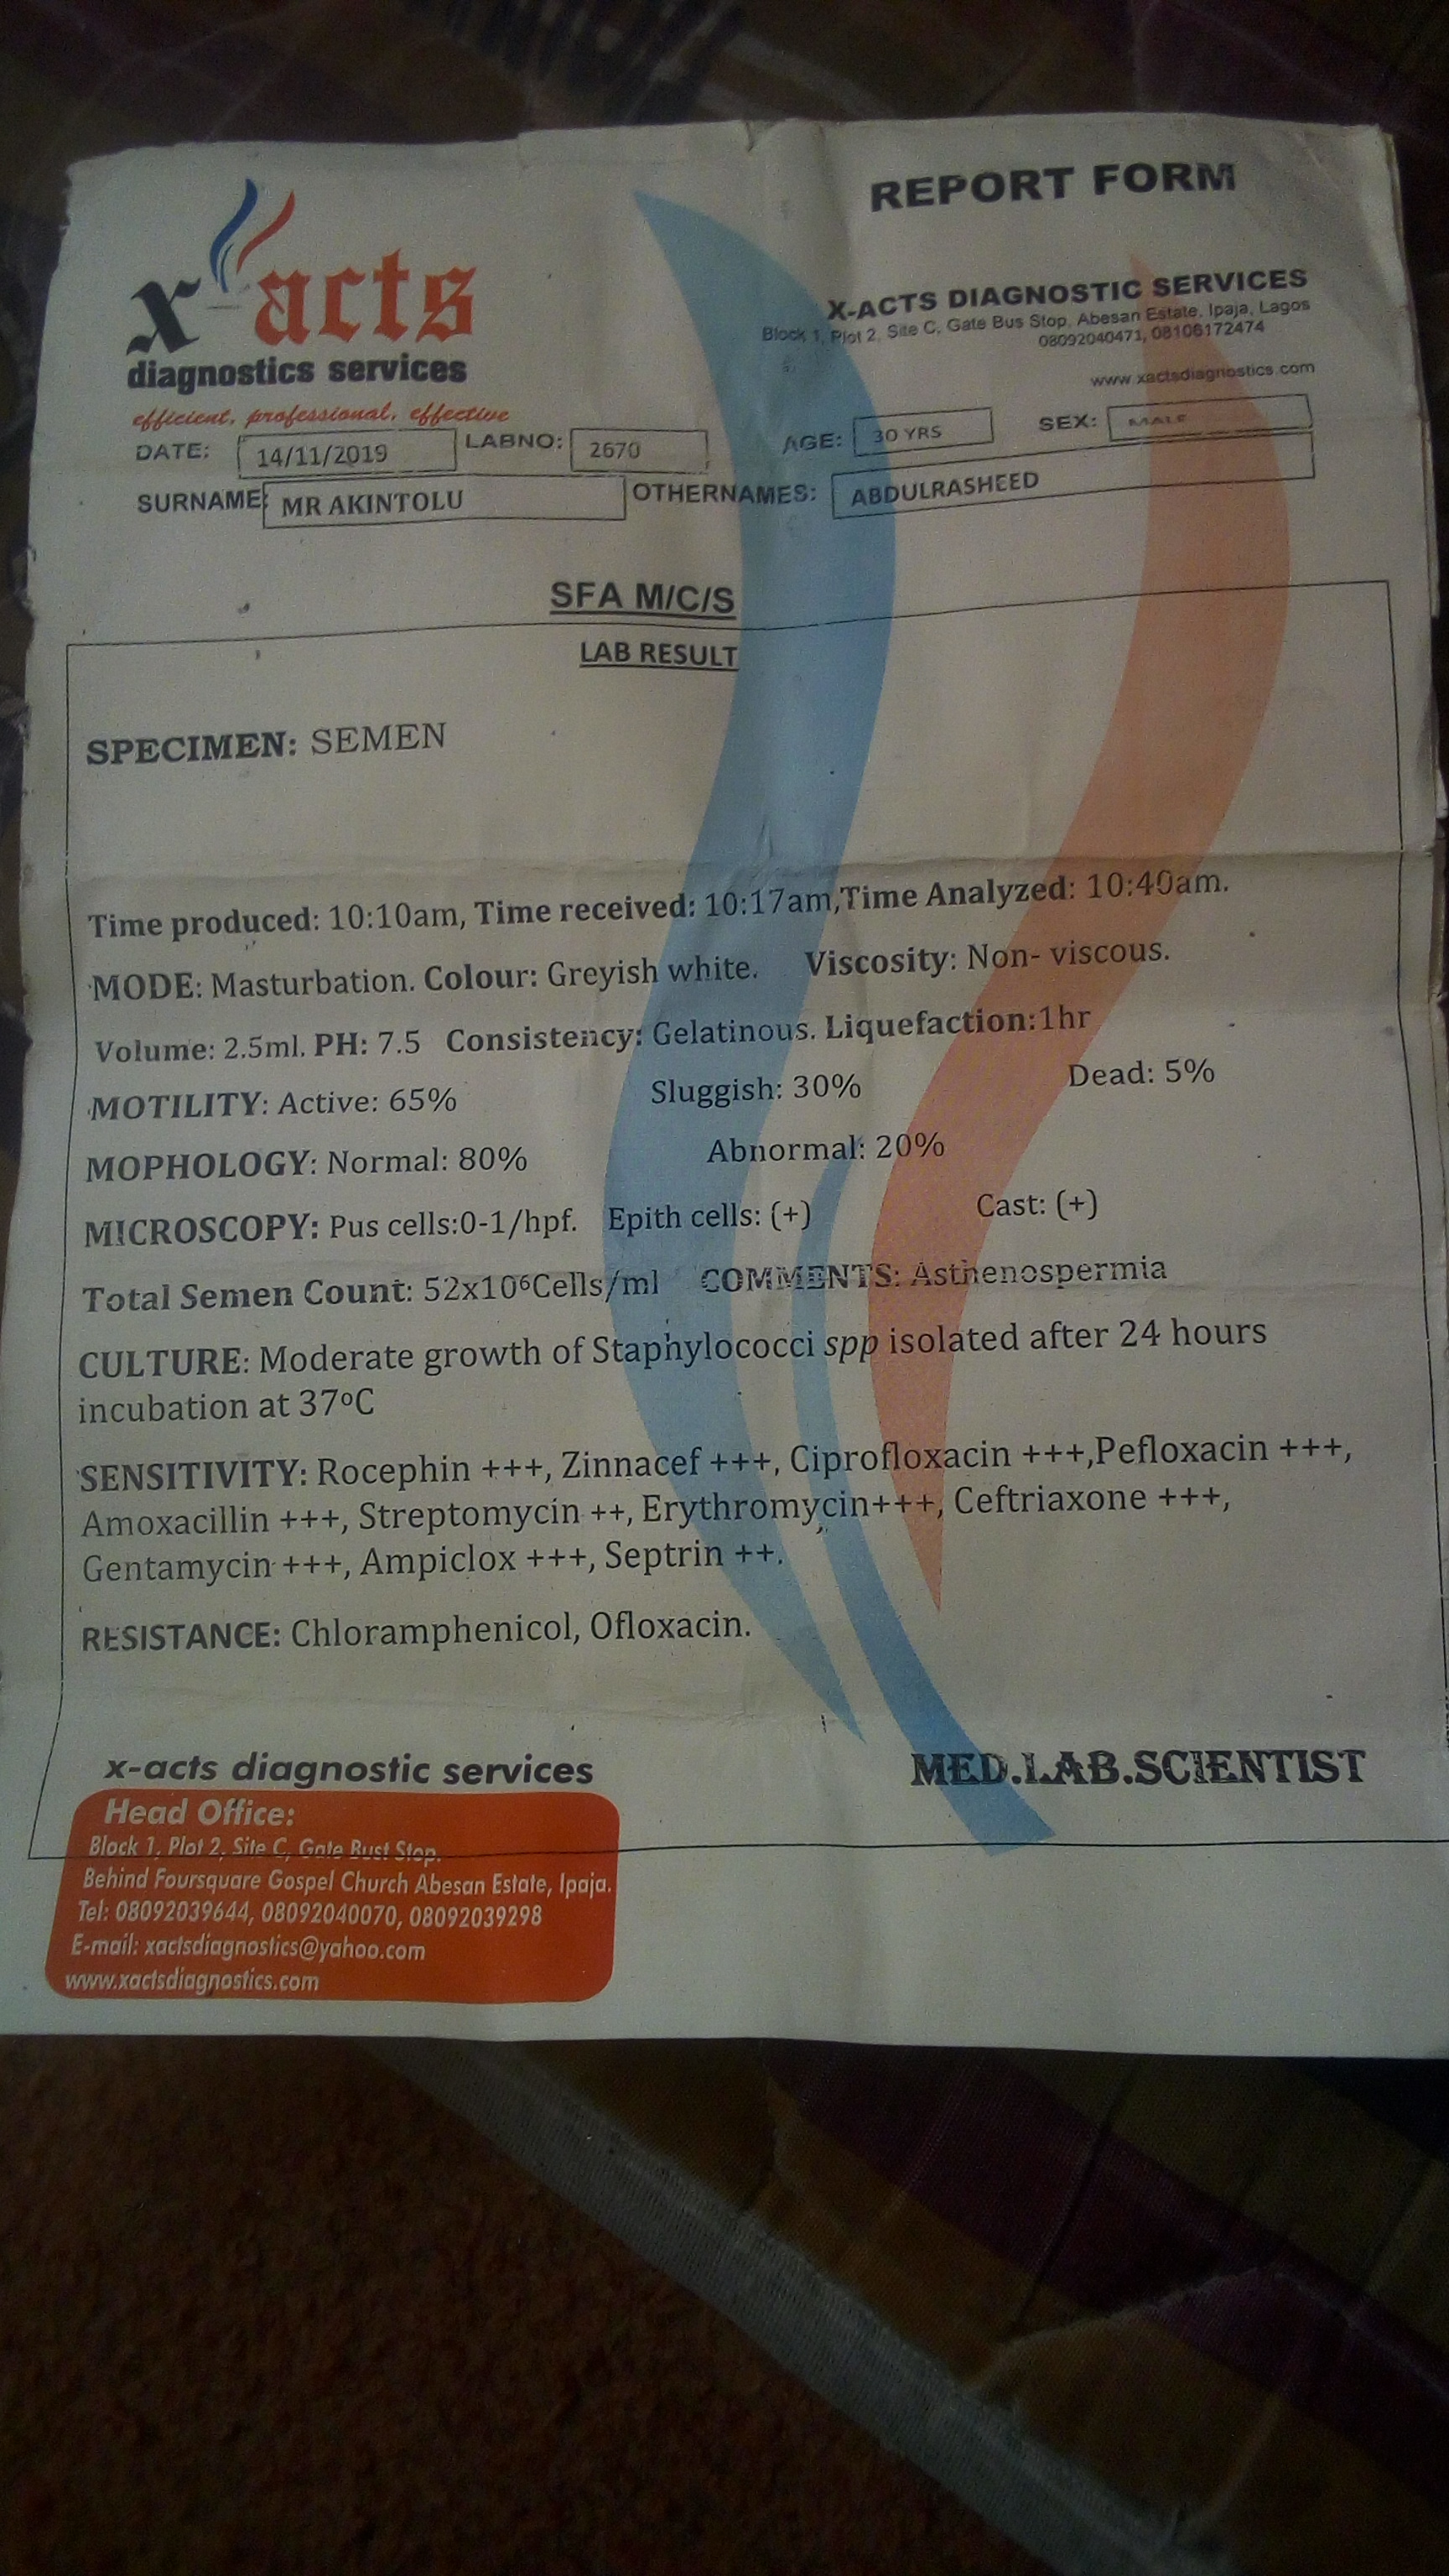 REPORT FORM
x-acts
diagnostics services
efficient, professional, effective
X-ACTS DIAGNOSTIC SERVICES
Block 1, Plot 2, Site C, Gate Bus Stop, Abesan Estate, Ipaja, Lagos
08092040471, 08106172474
www.xactsdiagnostics.com
DATE: 14/11/2019 LABNO: 2670 AGE: 30 YRS SEX: MALE
SURNAME: MR AKINTOLU OTHERNAMES: ABDULRASHEED
SFA M/C/S
LAB RESULT
SPECIMEN: SEMEN
Time produced: 10:10am, Time received: 10:17am,Time Analyzed: 10:40am.
MODE: Masturbation. Colour: Greyish white. Viscosity: Non- viscous.
Volume: 2.5ml. PH: 7.5 Consistency: Gelatinous. Liquefaction:1hr
MOTILITY: Active: 65% Sluggish: 30% Dead: 5%
MOPHOLOGY: Normal: 80% Abnormal: 20%
MICROSCOPY: Pus cells:0-1/hpf. Epith cells: (+) Cast: (+)
Total Semen Count: 52x10⁶Cells/ml COMMENTS: Asthenospermia
CULTURE: Moderate growth of Staphylococci spp isolated after 24 hours
incubation at 37ºC
SENSITIVITY: Rocephin +++, Zinnacef +++, Ciprofloxacin +++,Pefloxacin +++,
Amoxacillin +++, Streptomycin ++, Erythromycin+++, Ceftriaxone +++,
Gentamycin +++, Ampiclox +++, Septrin ++.
RESISTANCE: Chloramphenicol, Ofloxacin.
x-acts diagnostic services
MED.LAB.SCIENTIST
Head Office:
Block 1, Plot 2, Site C, Gate Bust Stop.
Behind Foursquare Gospel Church Abesan Estate, Ipaja.
Tel: 08092039644, 08092040070, 08092039298
E-mail: xactsdiagnostics@yahoo.com
www.xactsdiagnostics.com